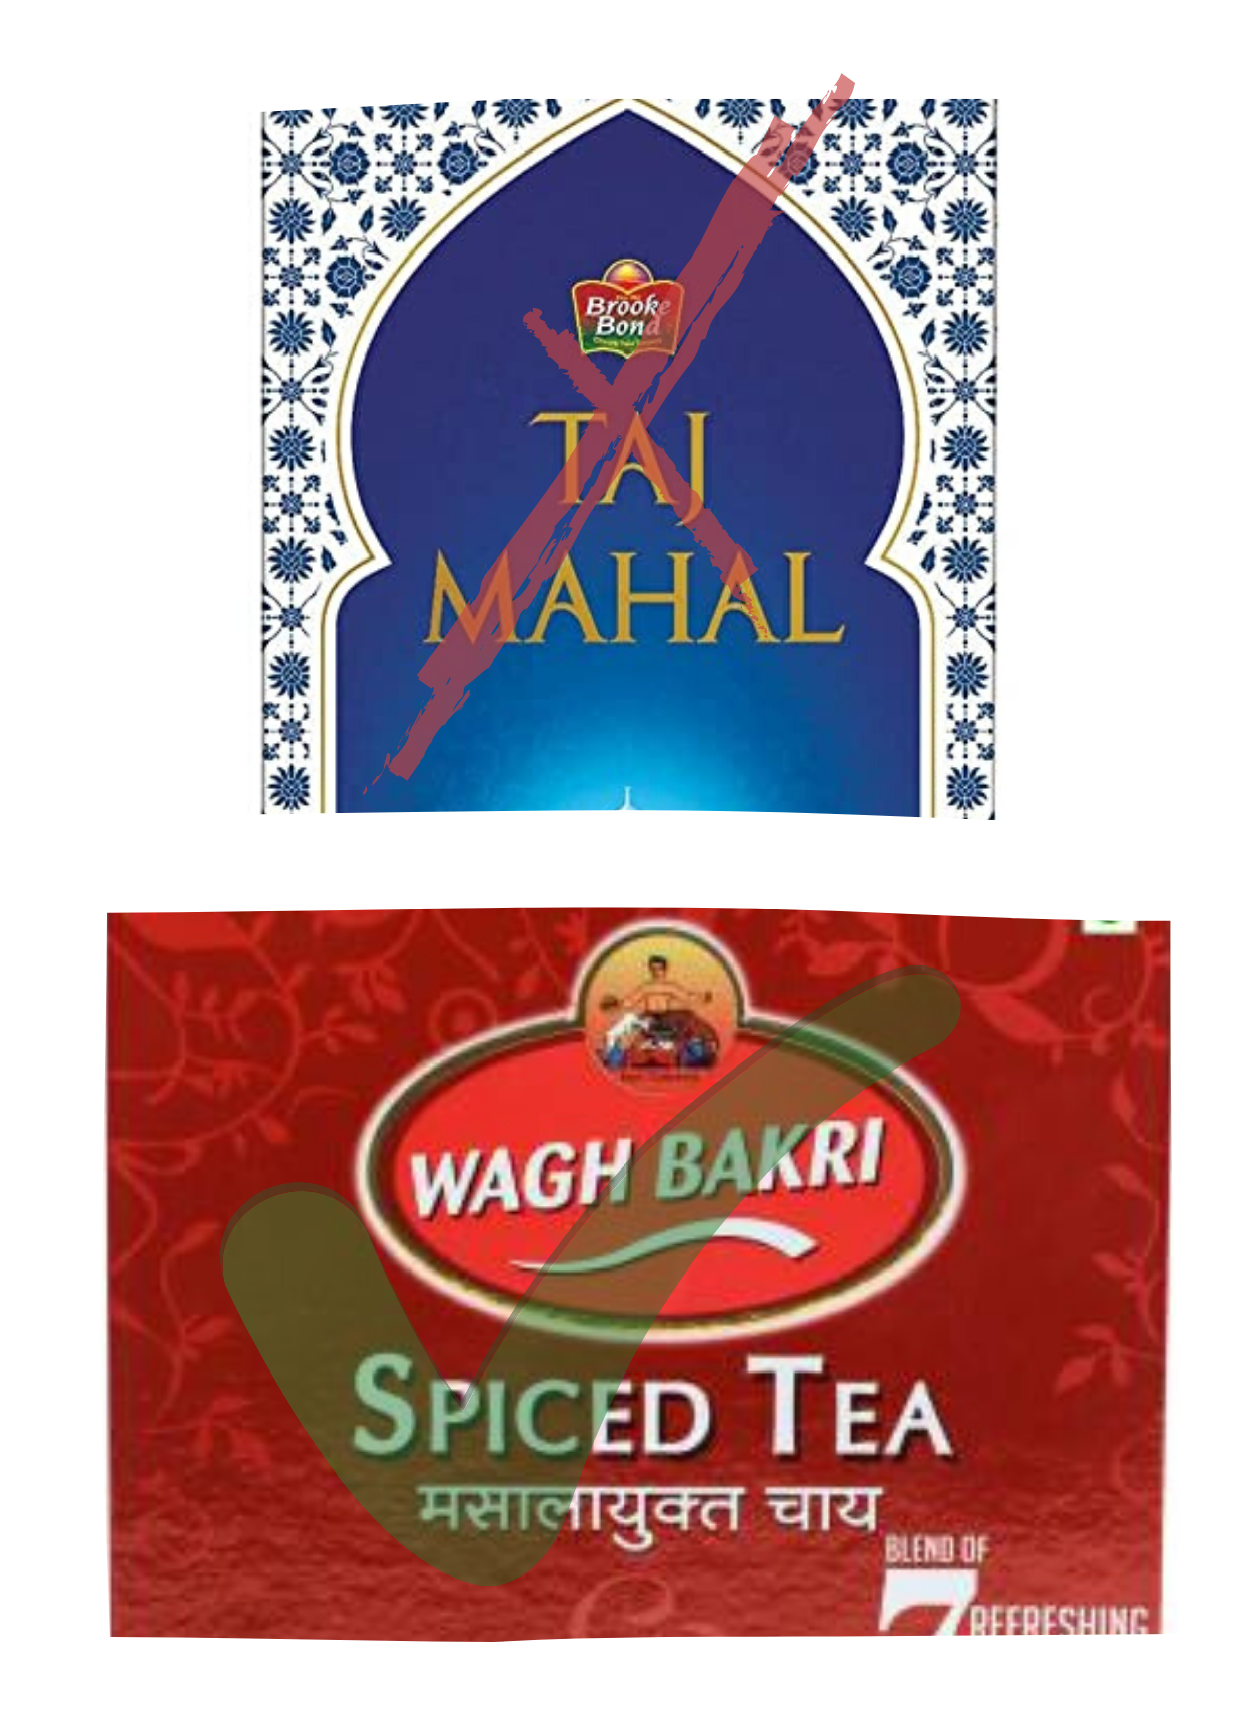 Brooke
Bond
TAJ
MAHAL
WAGH BAKRI
SPICED TEA
मसालायुक्त चाय
BLEND OF
7 REFRESHING